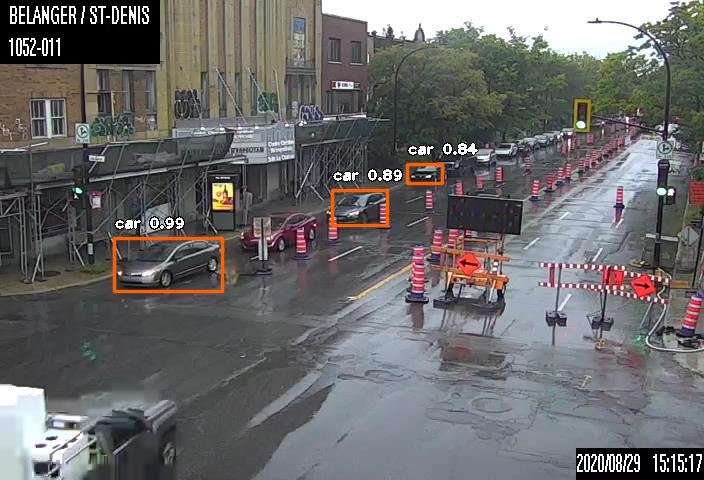 BELANGER / ST-DENIS
1052-011
car 0.84
car 0.89
car 0.99
2020/08/29 15:15:17